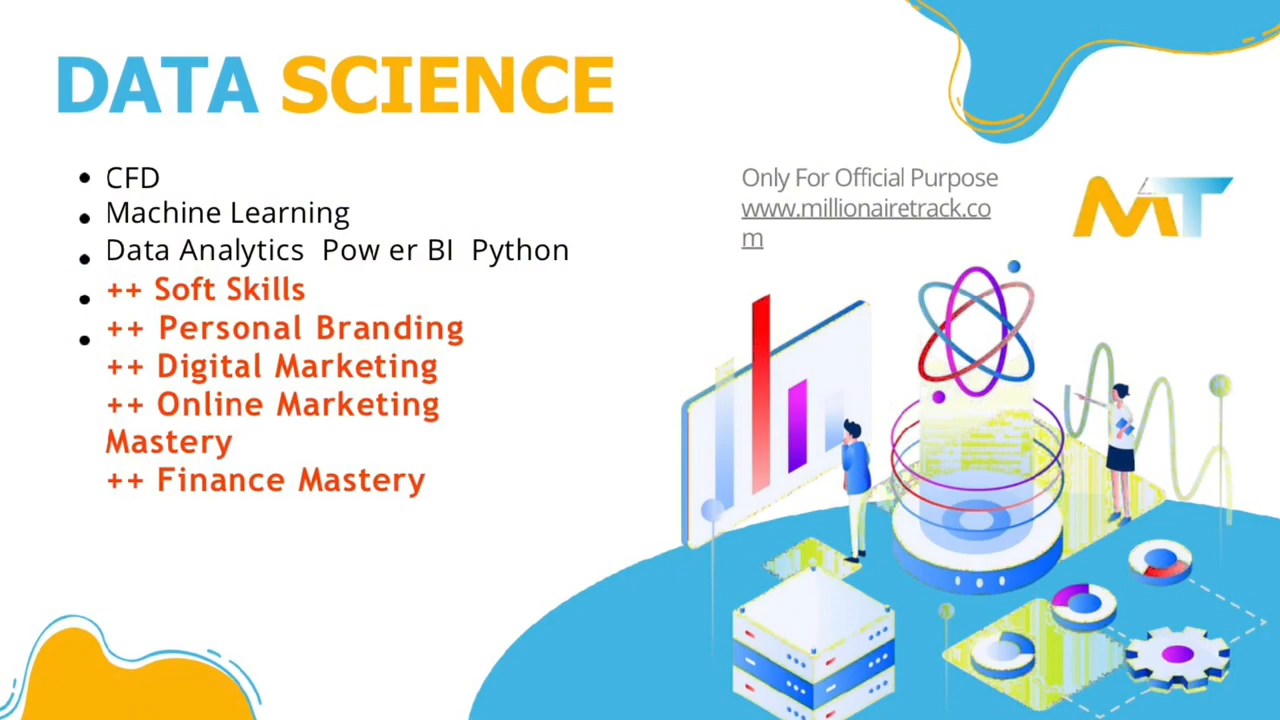 DATA SCIENCE
• CFD
• Machine Learning
• Data Analytics Pow er BI Python
• ++ Soft Skills
• ++ Personal Branding
++ Digital Marketing
++ Online Marketing
Mastery
++ Finance Mastery
Only For Official Purpose
www.millionairetrack.co
m
MT